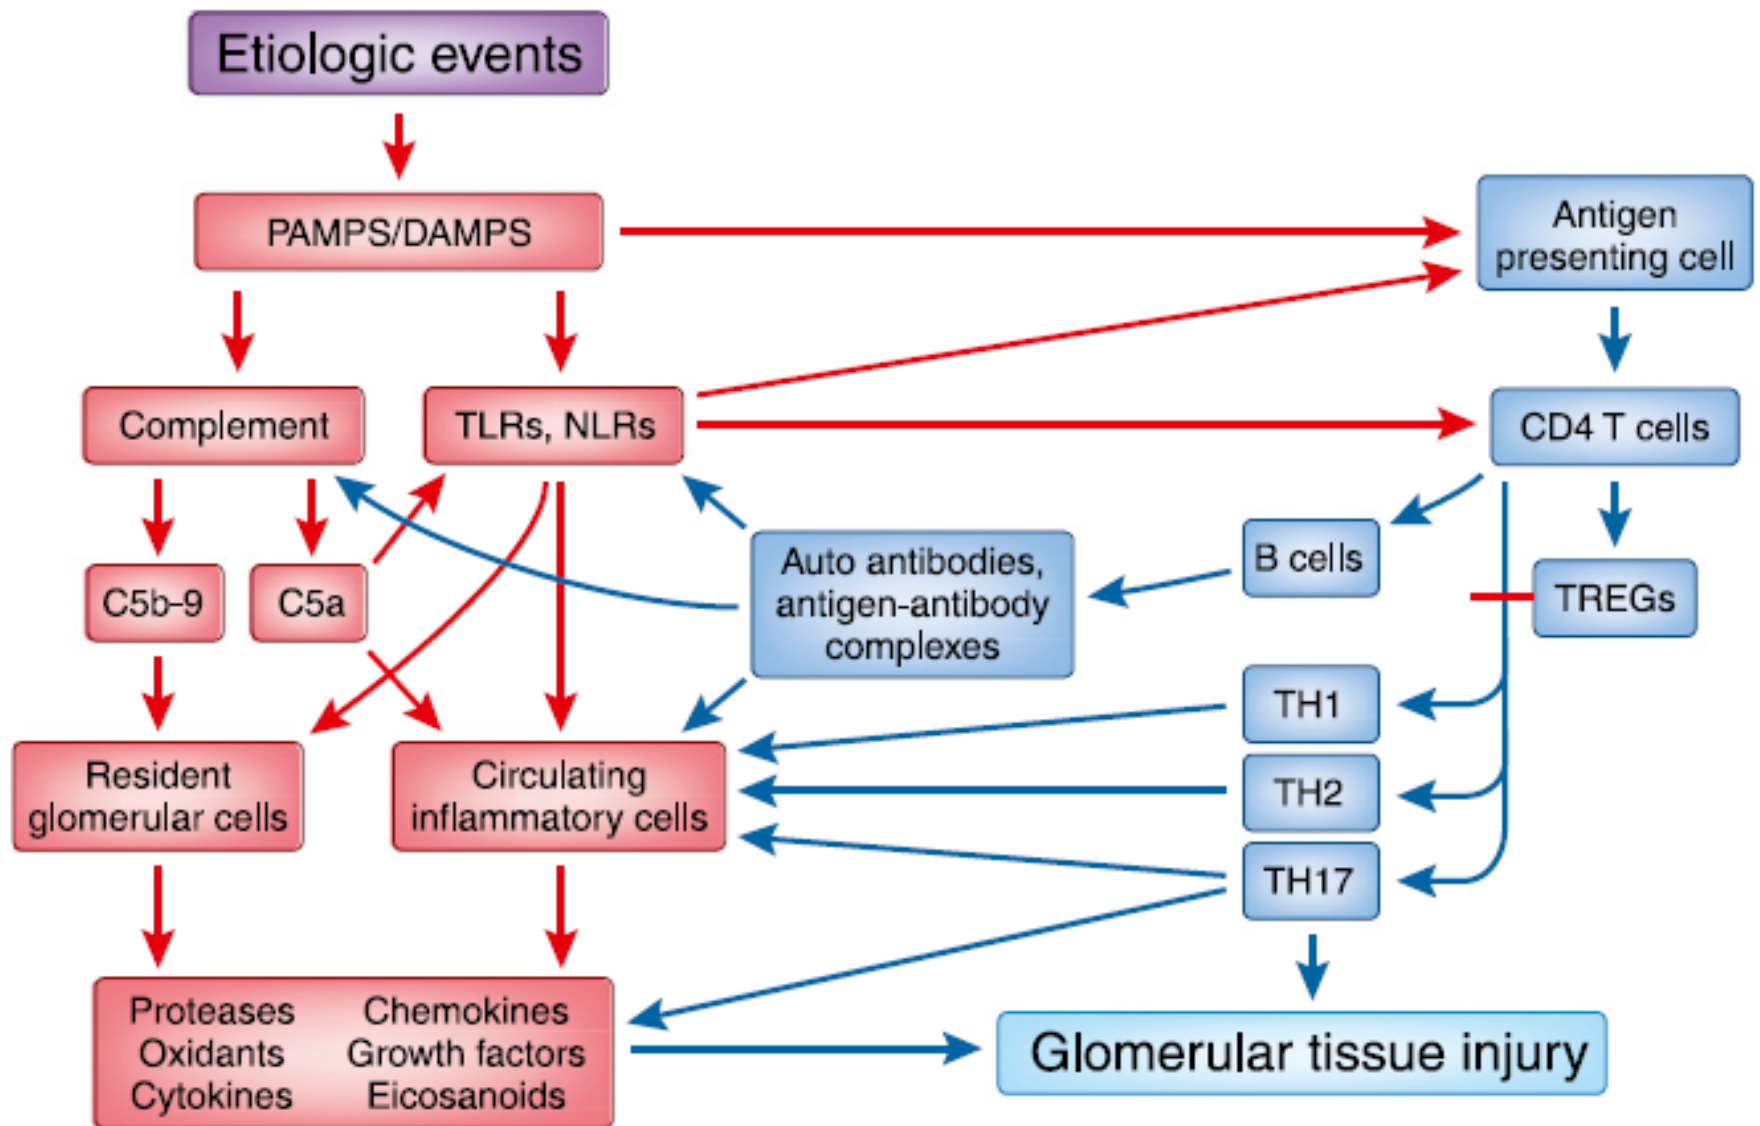 Etiologic events
PAMPS/DAMPS
Antigen
presenting cell
Complement
TLRs, NLRs
CD4 T cells
C5b-9
C5a
Auto antibodies,
antigen-antibody
complexes
B cells
TREGs
TH1
TH2
TH17
Resident
glomerular cells
Circulating
inflammatory cells
Proteases Chemokines
Oxidants Growth factors
Cytokines Eicosanoids
Glomerular tissue injury